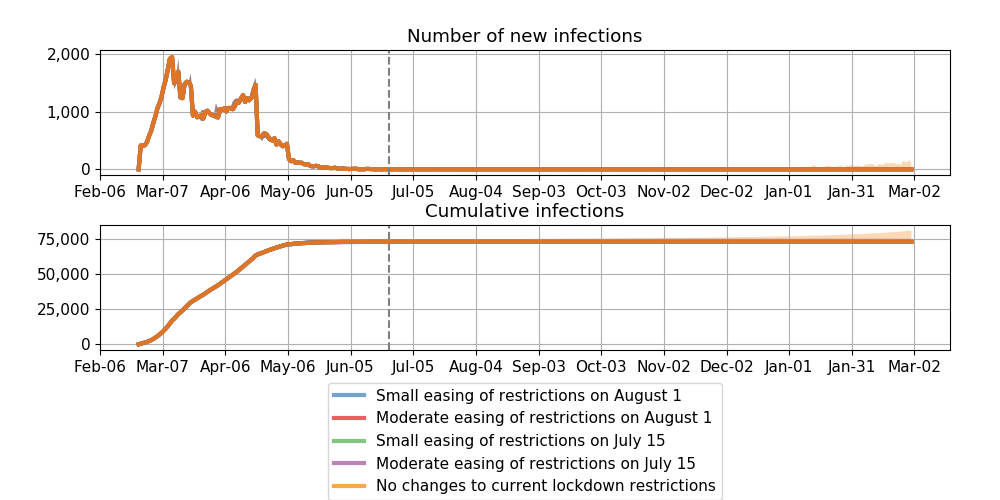 Number of new infections
2,000
1,000
0
Feb-06 Mar-07 Apr-06 May-06 Jun-05 Jul-05 Aug-04 Sep-03 Oct-03 Nov-02 Dec-02 Jan-01 Jan-31 Mar-02
Cumulative infections
75,000
50,000
25,000
0
Feb-06 Mar-07 Apr-06 May-06 Jun-05 Jul-05 Aug-04 Sep-03 Oct-03 Nov-02 Dec-02 Jan-01 Jan-31 Mar-02
Small easing of restrictions on August 1
Moderate easing of restrictions on August 1
Small easing of restrictions on July 15
Moderate easing of restrictions on July 15
No changes to current lockdown restrictions